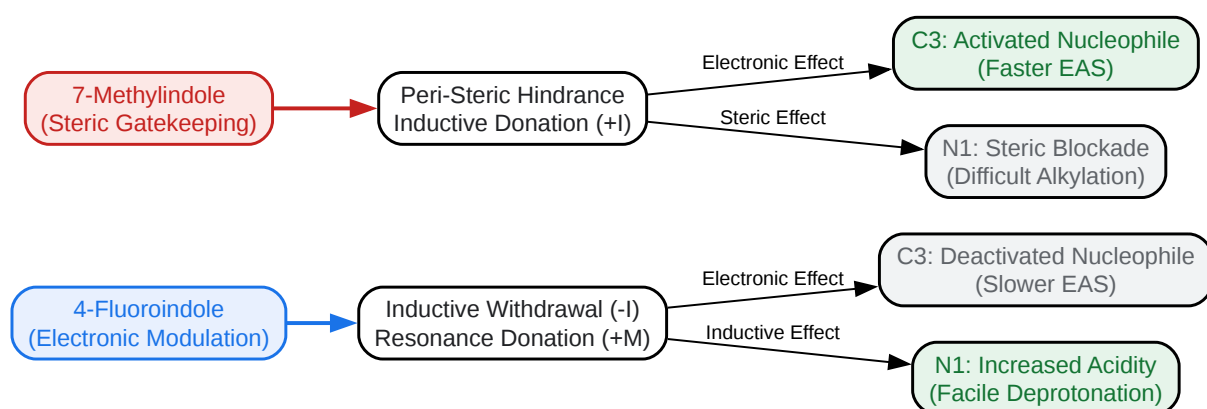 7-Methylindole
(Steric Gatekeeping)
Peri-Steric Hindrance
Inductive Donation (+I)
Electronic Effect
Steric Effect
C3: Activated Nucleophile
(Faster EAS)
N1: Steric Blockade
(Difficult Alkylation)
4-Fluoroindole
(Electronic Modulation)
Inductive Withdrawal (-I)
Resonance Donation (+M)
Electronic Effect
Inductive Effect
C3: Deactivated Nucleophile
(Slower EAS)
N1: Increased Acidity
(Facile Deprotonation)